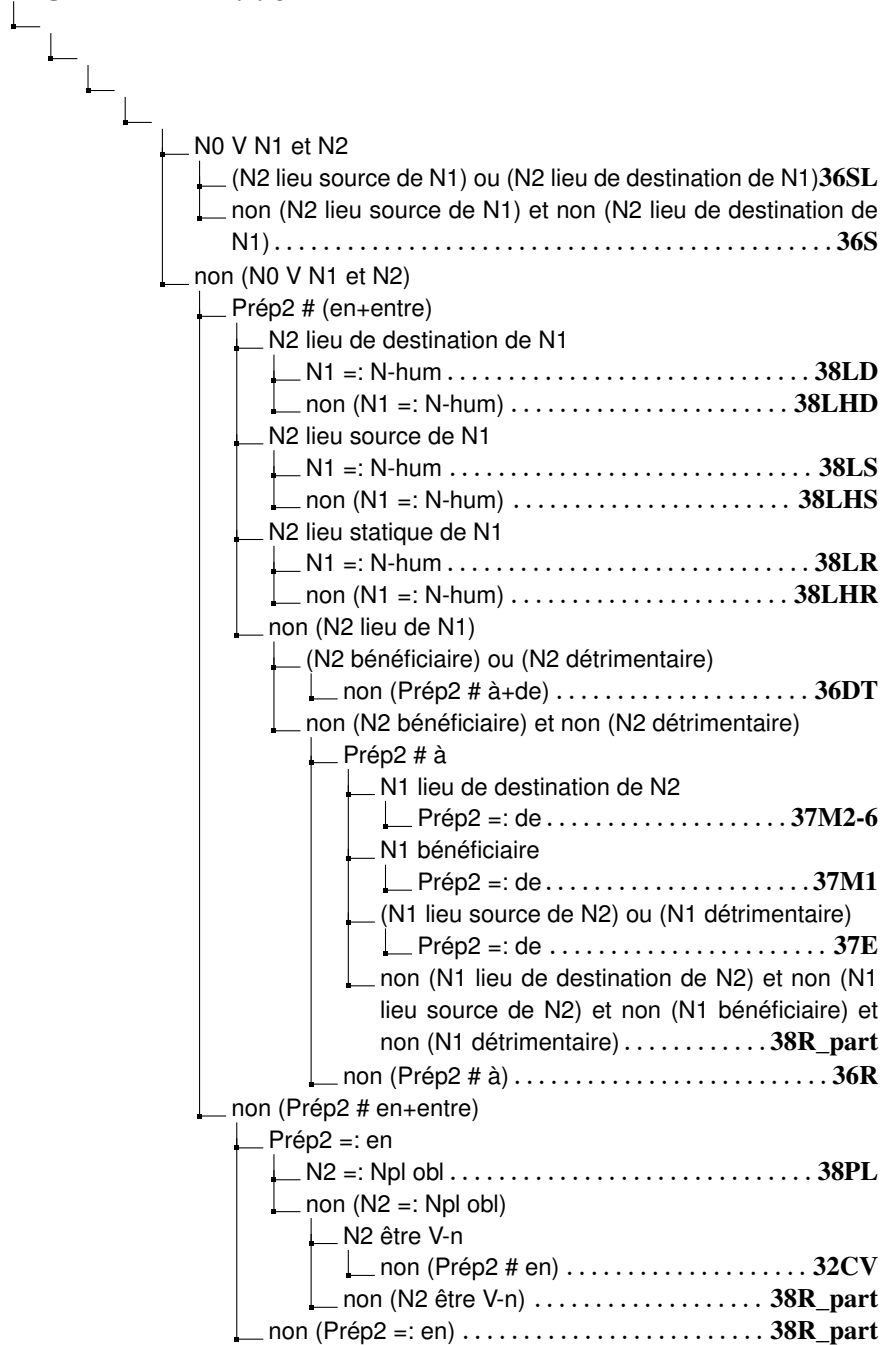 N0 V N1 et N2
(N2 lieu source de N1) ou (N2 lieu de destination de N1)36SL
non (N2 lieu source de N1) et non (N2 lieu de destination de
N1) . . . . . . . . . . . . . . . . . . . . . . . . . . . . . . . . . . . . . . . . . . . . . . 36S
non (N0 V N1 et N2)
Prép2 # (en+entre)
N2 lieu de destination de N1
N1 =: N-hum . . . . . . . . . . . . . . . . . . . . . . . . . . . . . 38LD
non (N1 =: N-hum) . . . . . . . . . . . . . . . . . . . . . . . 38LHD
N2 lieu source de N1
N1 =: N-hum . . . . . . . . . . . . . . . . . . . . . . . . . . . . . 38LS
non (N1 =: N-hum) . . . . . . . . . . . . . . . . . . . . . . . 38LHS
N2 lieu statique de N1
N1 =: N-hum . . . . . . . . . . . . . . . . . . . . . . . . . . . . . 38LR
non (N1 =: N-hum) . . . . . . . . . . . . . . . . . . . . . . . 38LHR
non (N2 lieu de N1)
(N2 bénéficiaire) ou (N2 détrimentaire)
non (Prép2 # à+de) . . . . . . . . . . . . . . . . . . . . . 36DT
non (N2 bénéficiaire) et non (N2 détrimentaire)
Prép2 # à
N1 lieu de destination de N2
Prép2 =: de . . . . . . . . . . . . . . . . . . . . 37M2-6
N1 bénéficiaire
Prép2 =: de . . . . . . . . . . . . . . . . . . . . . . 37M1
(N1 lieu source de N2) ou (N1 détrimentaire)
Prép2 =: de . . . . . . . . . . . . . . . . . . . . . . . 37E
non (N1 lieu de destination de N2) et non (N1
lieu source de N2) et non (N1 bénéficiaire) et
non (N1 détrimentaire) . . . . . . . . . . . . 38R_part
non (Prép2 # à) . . . . . . . . . . . . . . . . . . . . . . . . . . 36R
non (Prép2 # en+entre)
Prép2 =: en
N2 =: Npl obl . . . . . . . . . . . . . . . . . . . . . . . . . . . . . 38PL
non (N2 =: Npl obl)
N2 être V-n
non (Prép2 # en) . . . . . . . . . . . . . . . . . . . . 32CV
non (N2 être V-n) . . . . . . . . . . . . . . . . . . . 38R_part
non (Prép2 =: en) . . . . . . . . . . . . . . . . . . . . . . . . . 38R_part